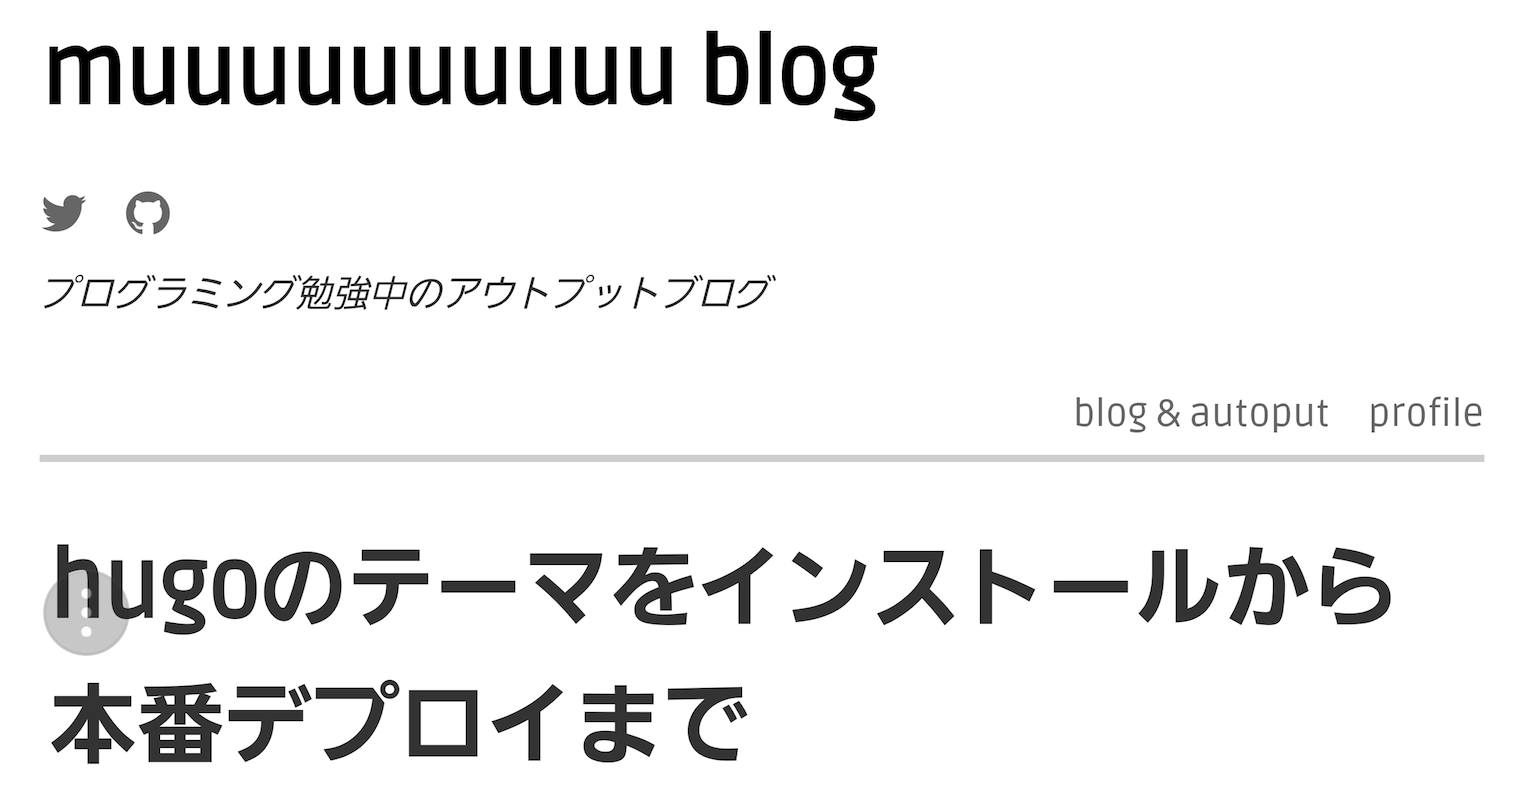 muuuuuuuuuu blog
プログラミング勉強中のアウトプットブログ
blog & autoput profile
hugoのテーマをインストールから
本番デプロイまで